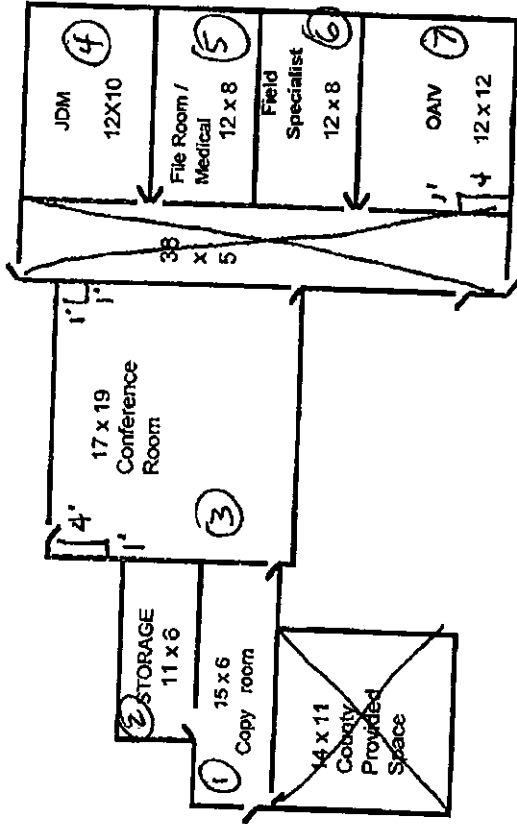 ④
JDM
12X10
⑤
File Room /
Medical
12 x 8
⑥
Field
Specialist
12 x 8
⑦
OAIV
12 x 12
1'
4
38
x
5
1'
1'
17 x 19
Conference
Room
③
4'
1'
②
STORAGE
11 x 6
①
15 x 6
Copy room
14 x 11
County
Provided
Space